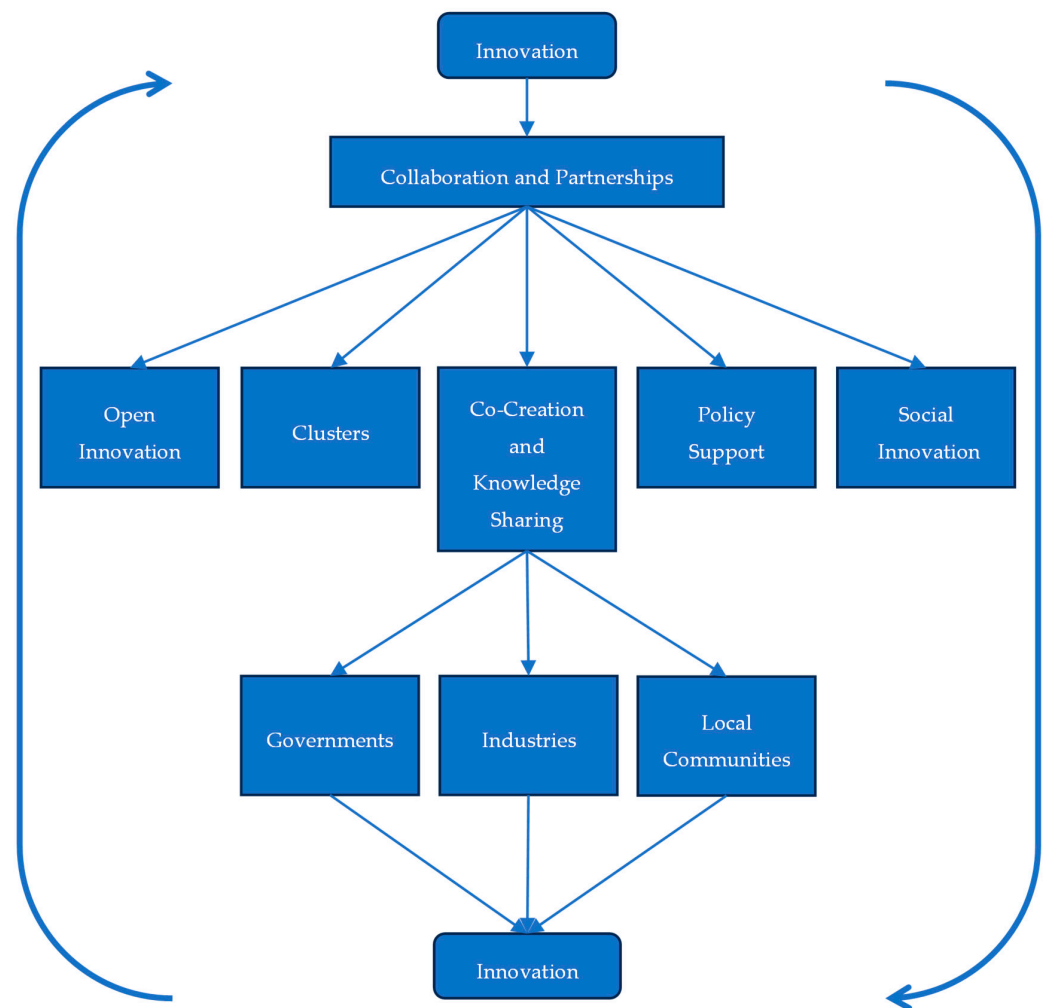 Innovation
Collaboration and Partnerships
Open
Innovation
Clusters
Co-Creation
and
Knowledge
Sharing
Policy
Support
Social
Innovation
Governments
Industries
Local
Communities
Innovation